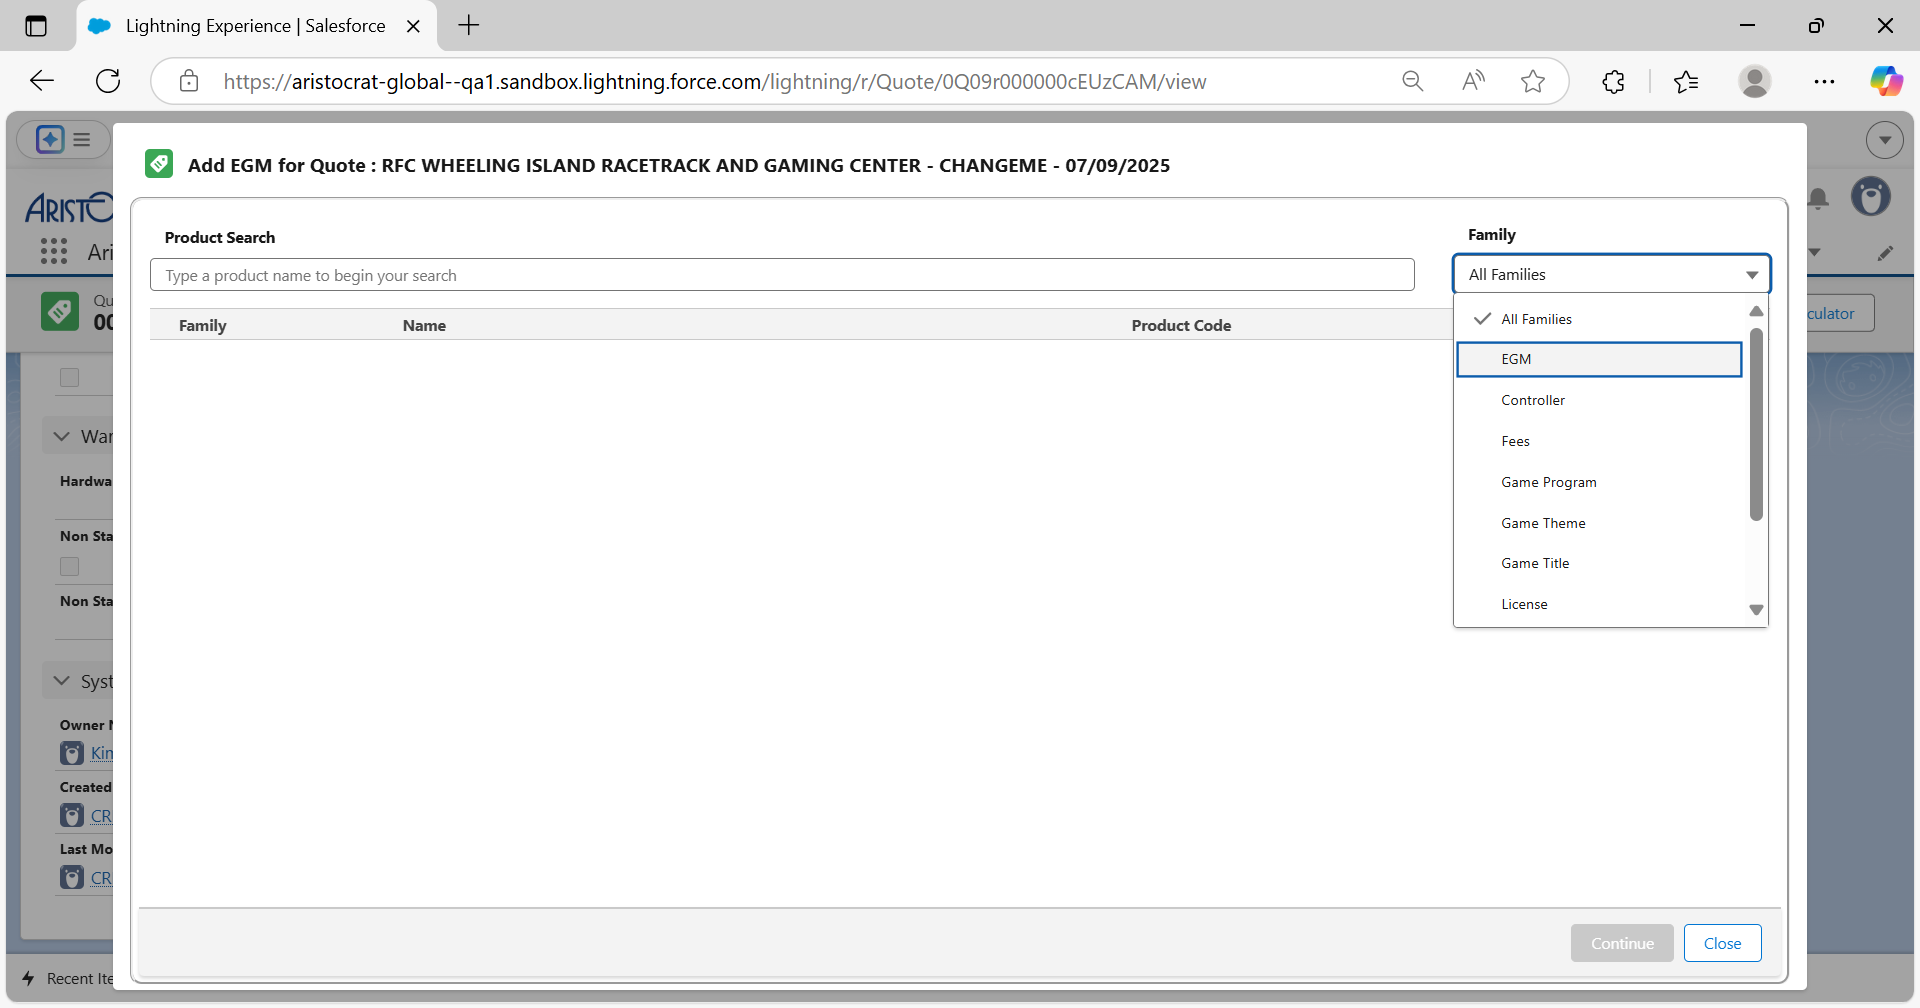 Lightning Experience | Salesforce
https://aristocrat-global--qa1.sandbox.lightning.force.com/lightning/r/Quote/0Q09r000000cEUzCAM/view
Add EGM for Quote : RFC WHEELING ISLAND RACETRACK AND GAMING CENTER - CHANGEME - 07/09/2025
ARISTO
Ari
Product Search
Family
Type a product name to begin your search
All Families
Qu
00
culator
Family
Name
Product Code
All Families
EGM
Controller
Fees
Game Program
Game Theme
Game Title
License
War
Hardwa
Non Sta
Non Sta
Syst
Owner N
Kin
Created
CR
Last Mo
CR
Continue
Close
Recent Ite